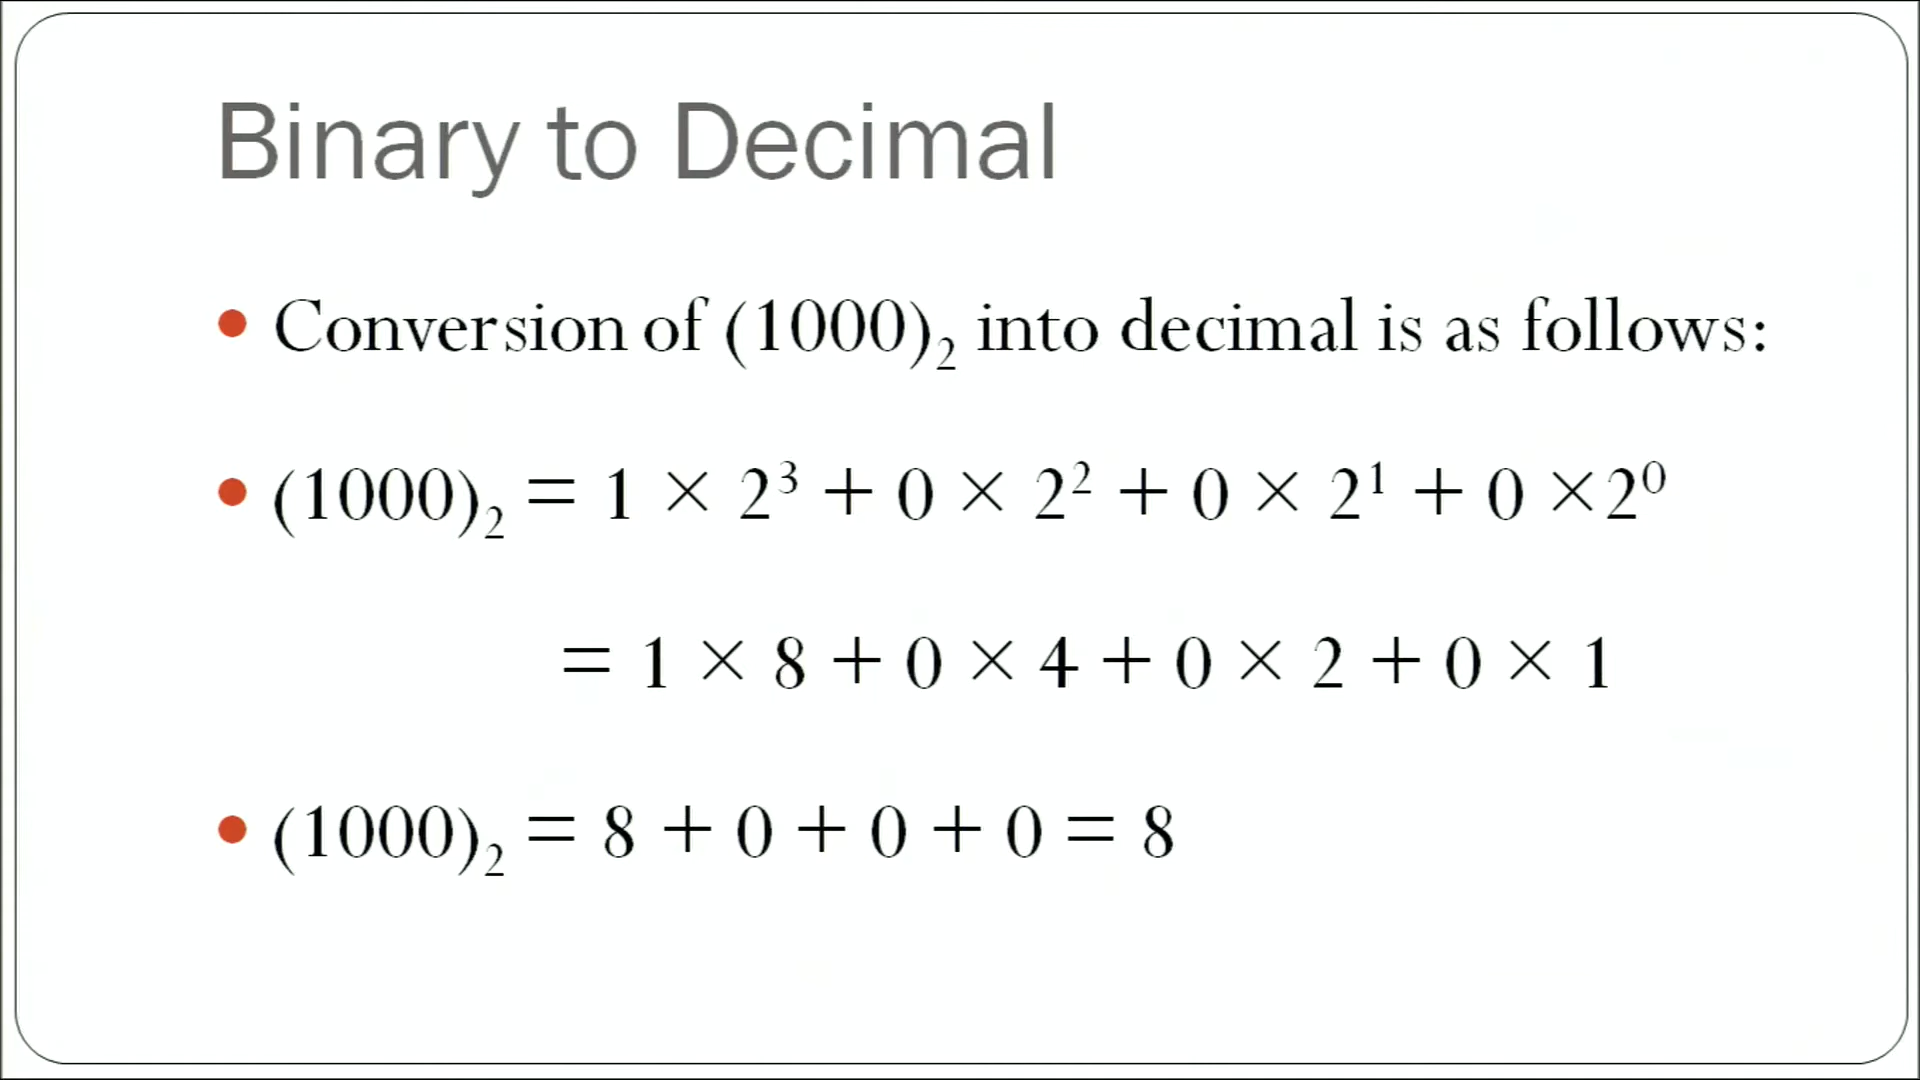 Binary to Decimal
• Conversion of (1000)₂ into decimal is as follows:
• (1000)₂ = 1 × 2³ + 0 × 2² + 0 × 2¹ + 0 ×2⁰
= 1 × 8 + 0 × 4 + 0 × 2 + 0 × 1
• (1000)₂ = 8 + 0 + 0 + 0 = 8